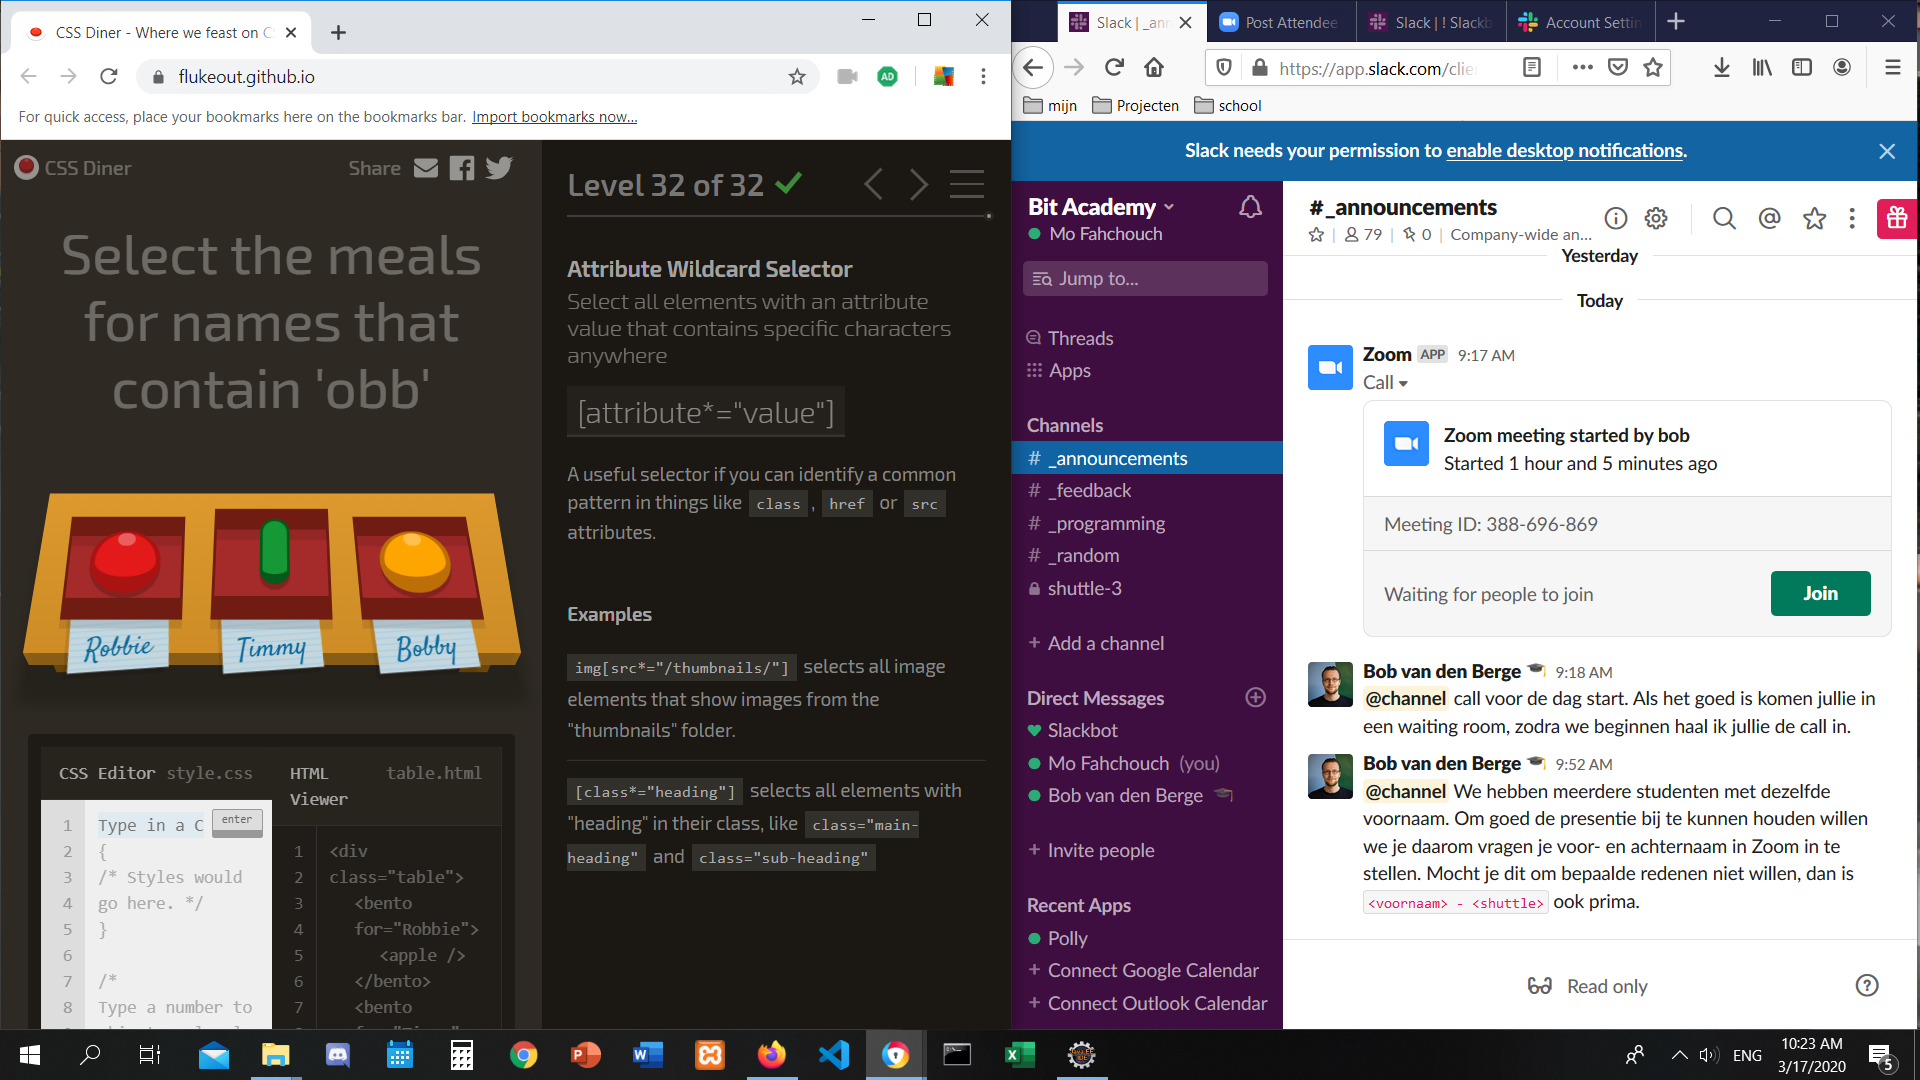 CSS Diner - Where we feast on C
flukeout.github.io
For quick access, place your bookmarks here on the bookmarks bar. Import bookmarks now...
CSS Diner
Share
Select the meals
for names that
contain 'obb'
Robbie
Timmy
Bobby
CSS Editor style.css
HTML Viewer table.html
1 Type in a C
enter
2 {
3 /* Styles would
4 go here. */
5 }
6
7 /*
8 Type a number to
1 <div
2 class="table">
3 <bento
4 for="Robbie">
5 <apple />
6 </bento>
7 <bento
Level 32 of 32
Attribute Wildcard Selector
Select all elements with an attribute
value that contains specific characters
anywhere
[attribute*="value"]
A useful selector if you can identify a common
pattern in things like class , href or src
attributes.
Examples
img[src*="/thumbnails/"] selects all image
elements that show images from the
"thumbnails" folder.
[class*="heading"] selects all elements with
"heading" in their class, like class="main-
heading" and class="sub-heading"
Slack | _ann
Post Attendee
Slack | ! Slackb
Account Settin
https://app.slack.com/clie
mijn
Projecten
school
Slack needs your permission to enable desktop notifications.
Bit Academy
Mo Fahchouch
Jump to...
Threads
Apps
Channels
# _announcements
# _feedback
# _programming
# _random
shuttle-3
+ Add a channel
Direct Messages
Slackbot
Mo Fahchouch (you)
Bob van den Berge
+ Invite people
Recent Apps
Polly
+ Connect Google Calendar
+ Connect Outlook Calendar
#_announcements
79 | 0 | Company-wide an...
Yesterday
Today
Zoom APP 9:17 AM
Call
Zoom meeting started by bob
Started 1 hour and 5 minutes ago
Meeting ID: 388-696-869
Waiting for people to join
Join
Bob van den Berge 9:18 AM
@channel call voor de dag start. Als het goed is komen jullie in
een waiting room, zodra we beginnen haal ik jullie de call in.
Bob van den Berge 9:52 AM
@channel We hebben meerdere studenten met dezelfde
voornaam. Om goed de presentie bij te kunnen houden willen
we je daarom vragen je voor- en achternaam in Zoom in te
stellen. Mocht je dit om bepaalde redenen niet willen, dan is
<voornaam> - <shuttle> ook prima.
Read only
ENG
10:23 AM
3/17/2020
5